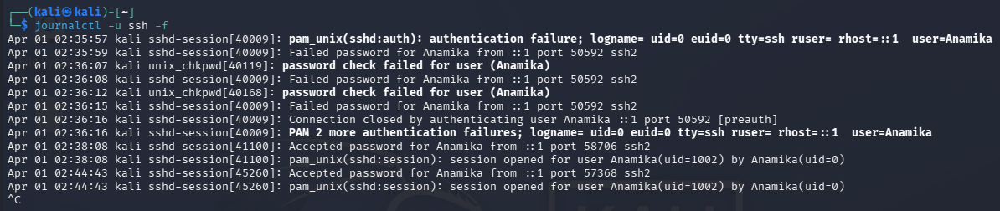 ┌──(kali㉿kali)-[~]
└─$ journalctl -u ssh -f
Apr 01 02:35:57 kali sshd-session[40009]: pam_unix(sshd:auth): authentication failure; logname= uid=0 euid=0 tty=ssh ruser= rhost=::1  user=Anamika
Apr 01 02:35:59 kali sshd-session[40009]: Failed password for Anamika from ::1 port 50592 ssh2
Apr 01 02:36:07 kali unix_chkpwd[40119]: password check failed for user (Anamika)
Apr 01 02:36:08 kali sshd-session[40009]: Failed password for Anamika from ::1 port 50592 ssh2
Apr 01 02:36:12 kali unix_chkpwd[40168]: password check failed for user (Anamika)
Apr 01 02:36:15 kali sshd-session[40009]: Failed password for Anamika from ::1 port 50592 ssh2
Apr 01 02:36:16 kali sshd-session[40009]: Connection closed by authenticating user Anamika ::1 port 50592 [preauth]
Apr 01 02:36:16 kali sshd-session[40009]: PAM 2 more authentication failures; logname= uid=0 euid=0 tty=ssh ruser= rhost=::1  user=Anamika
Apr 01 02:38:08 kali sshd-session[41100]: Accepted password for Anamika from ::1 port 58706 ssh2
Apr 01 02:38:08 kali sshd-session[41100]: pam_unix(sshd:session): session opened for user Anamika(uid=1002) by Anamika(uid=0)
Apr 01 02:44:43 kali sshd-session[45260]: Accepted password for Anamika from ::1 port 57368 ssh2
Apr 01 02:44:43 kali sshd-session[45260]: pam_unix(sshd:session): session opened for user Anamika(uid=1002) by Anamika(uid=0)
^C